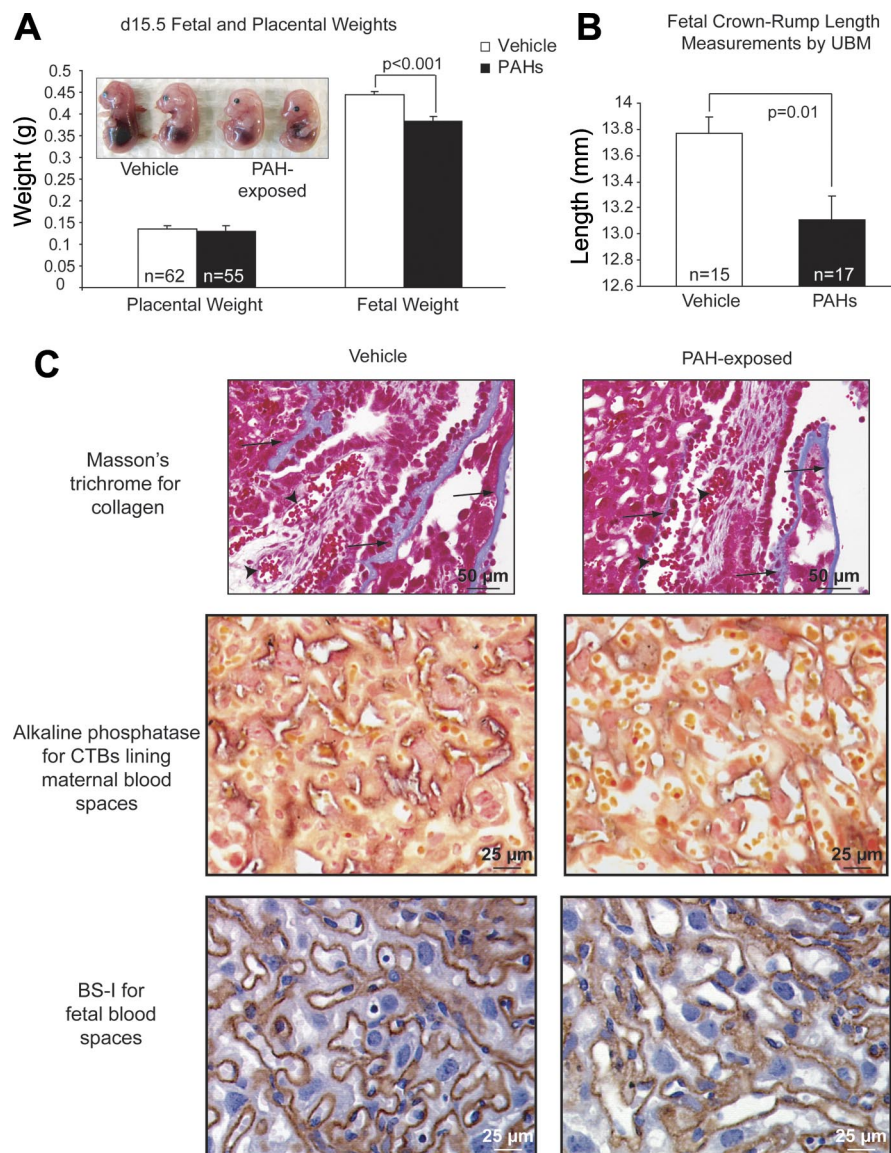 A
d15.5 Fetal and Placental Weights
Vehicle
PAHs
p<0.001
Weight (g)
0.5
0.45
0.4
0.35
0.3
0.25
0.2
0.15
0.1
0.05
0
Vehicle
PAH-
exposed
n=62
n=55
Placental Weight
Fetal Weight
B
Fetal Crown-Rump Length
Measurements by UBM
p=0.01
Length (mm)
14
13.8
13.6
13.4
13.2
13.0
12.8
12.6
n=15
n=17
Vehicle
PAHs
C
Vehicle
PAH-exposed
Masson's
trichrome for
collagen
50 μm
50 μm
Alkaline phosphatase
for CTBs lining
maternal blood
spaces
25 μm
25 μm
BS-I for
fetal blood
spaces
25 μm
25 μm